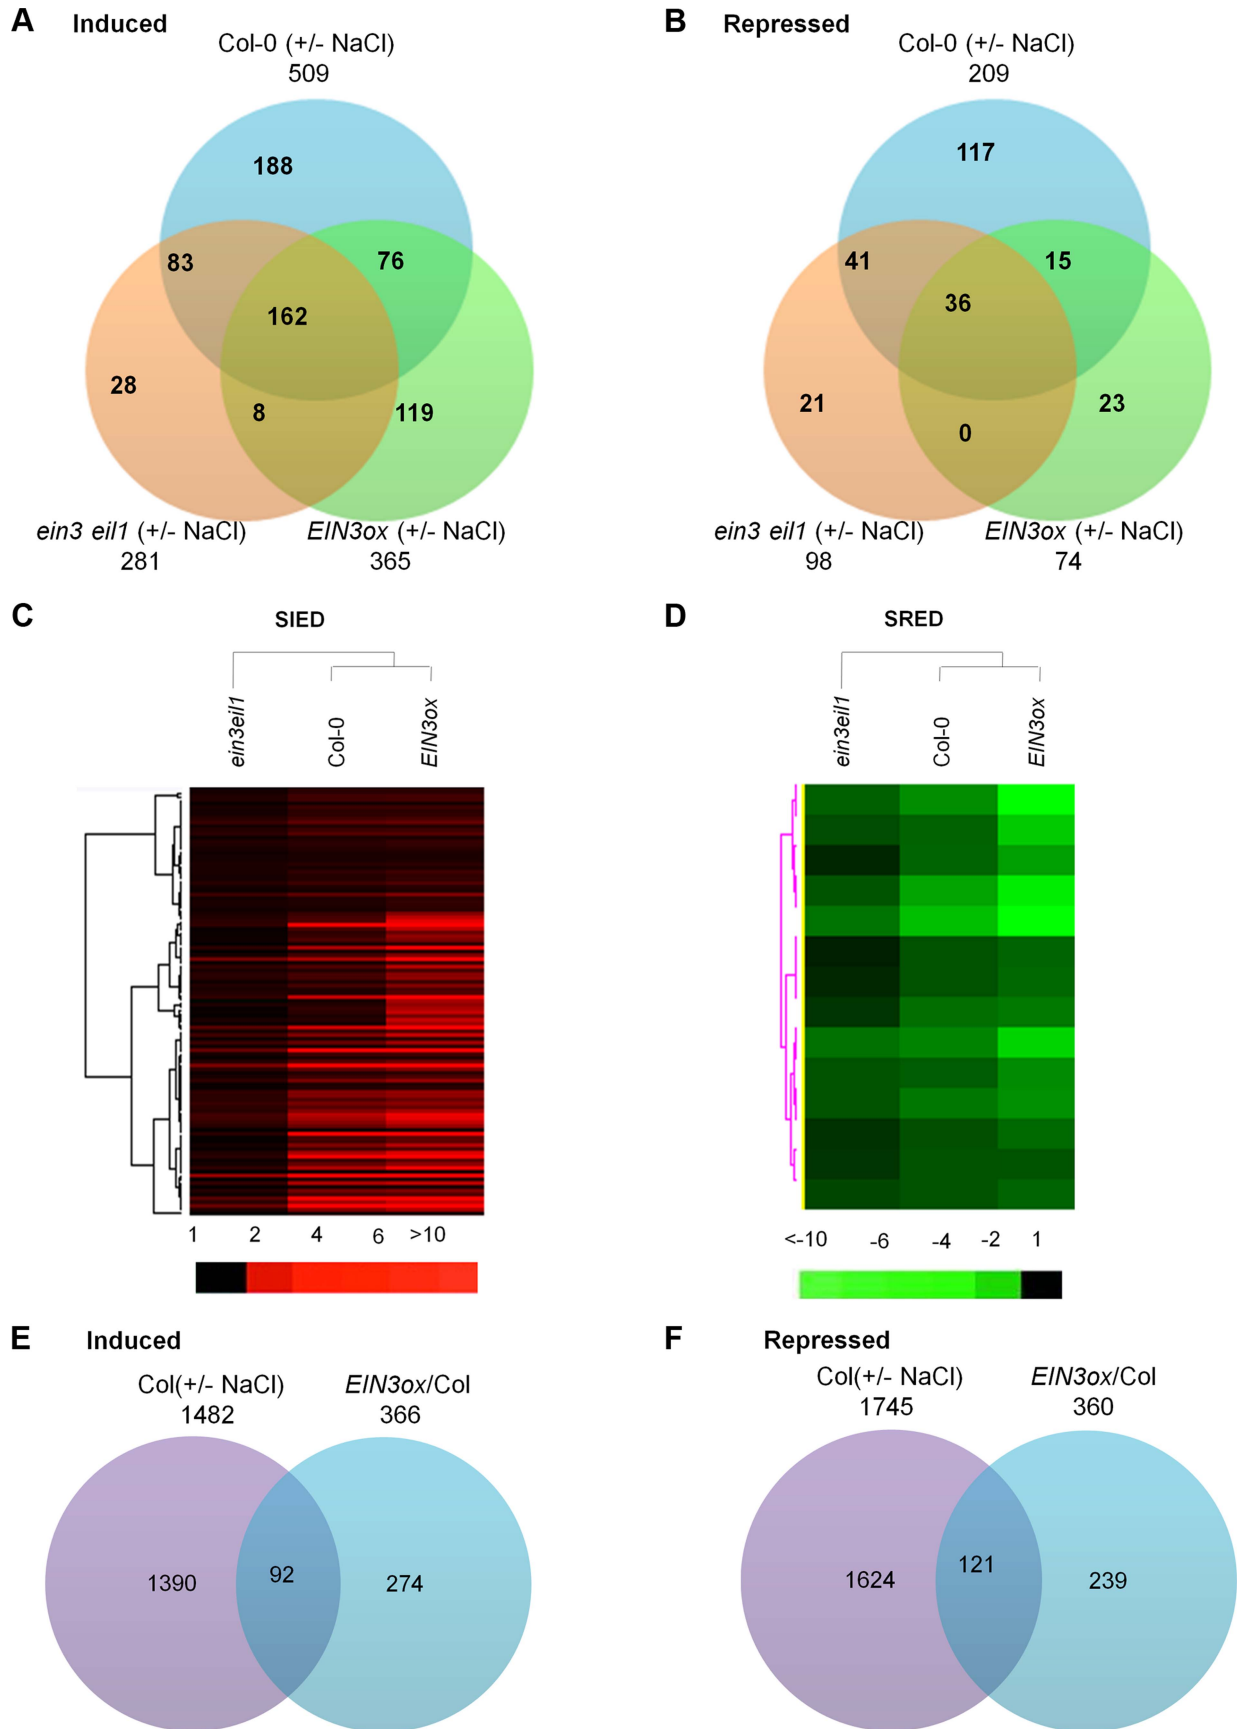 A Induced
Col-0 (+/- NaCl)
509
188
83
76
162
28
8
119
ein3 eil1 (+/- NaCl)
281
EIN3ox (+/- NaCl)
365
B Repressed
Col-0 (+/- NaCl)
209
117
41
15
36
21
0
23
ein3 eil1 (+/- NaCl)
98
EIN3ox (+/- NaCl)
74
C
SIED
ein3eil1
Col-0
EIN3ox
1 2 4 6 >10
D
SRED
ein3eil1
Col-0
EIN3ox
<-10 -6 -4 -2 1
E Induced
Col(+/- NaCl)
1482
EIN3ox/Col
366
1390
92
274
F Repressed
Col(+/- NaCl)
1745
EIN3ox/Col
360
1624
121
239